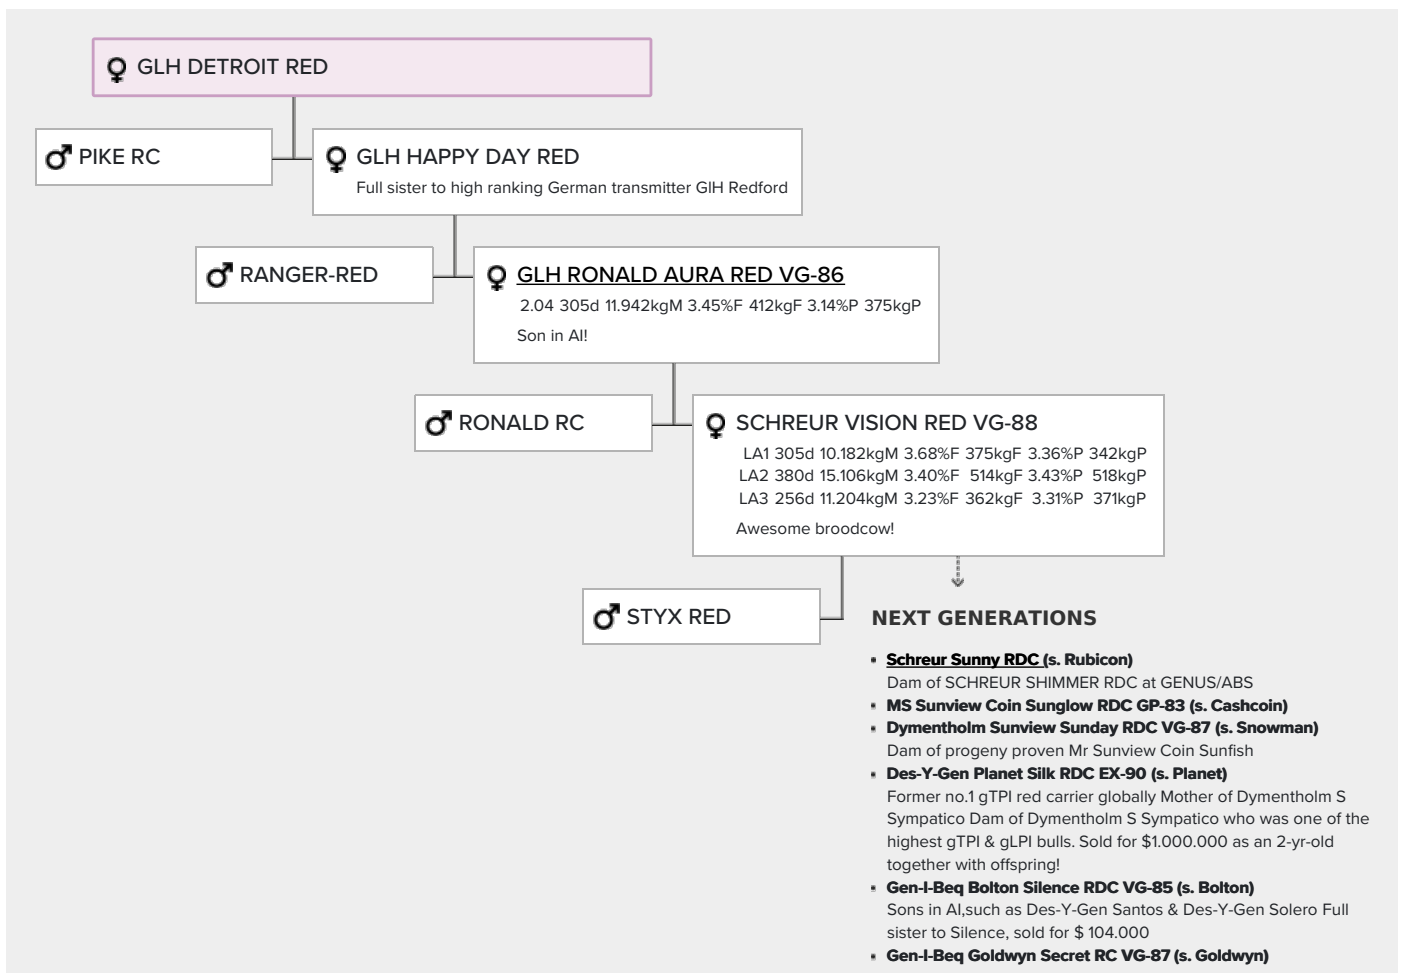 GLH DETROIT RED
PIKE RC
GLH HAPPY DAY RED
Full sister to high ranking German transmitter GlH Redford
RANGER-RED
GLH RONALD AURA RED VG-86
2.04 305d 11.942kgM 3.45%F 412kgF 3.14%P 375kgP
Son in AI!
RONALD RC
SCHREUR VISION RED VG-88
LA1 305d 10.182kgM 3.68%F 375kgF 3.36%P 342kgP
LA2 380d 15.106kgM 3.40%F 514kgF 3.43%P 518kgP
LA3 256d 11.204kgM 3.23%F 362kgF 3.31%P 371kgP
Awesome broodcow!
STYX RED
NEXT GENERATIONS
Schreur Sunny RDC (s. Rubicon)
Dam of SCHREUR SHIMMER RDC at GENUS/ABS
MS Sunview Coin Sunglow RDC GP-83 (s. Cashcoin)
Dymentholm Sunview Sunday RDC VG-87 (s. Snowman)
Dam of progeny proven Mr Sunview Coin Sunfish
Des-Y-Gen Planet Silk RDC EX-90 (s. Planet)
Former no.1 gTPI red carrier globally Mother of Dymentholm S
Sympatico Dam of Dymentholm S Sympatico who was one of the
highest gTPI & gLPI bulls. Sold for $1.000.000 as an 2-yr-old
together with offspring!
Gen-I-Beq Bolton Silence RDC VG-85 (s. Bolton)
Sons in AI,such as Des-Y-Gen Santos & Des-Y-Gen Solero Full
sister to Silence, sold for $ 104.000
Gen-I-Beq Goldwyn Secret RC VG-87 (s. Goldwyn)